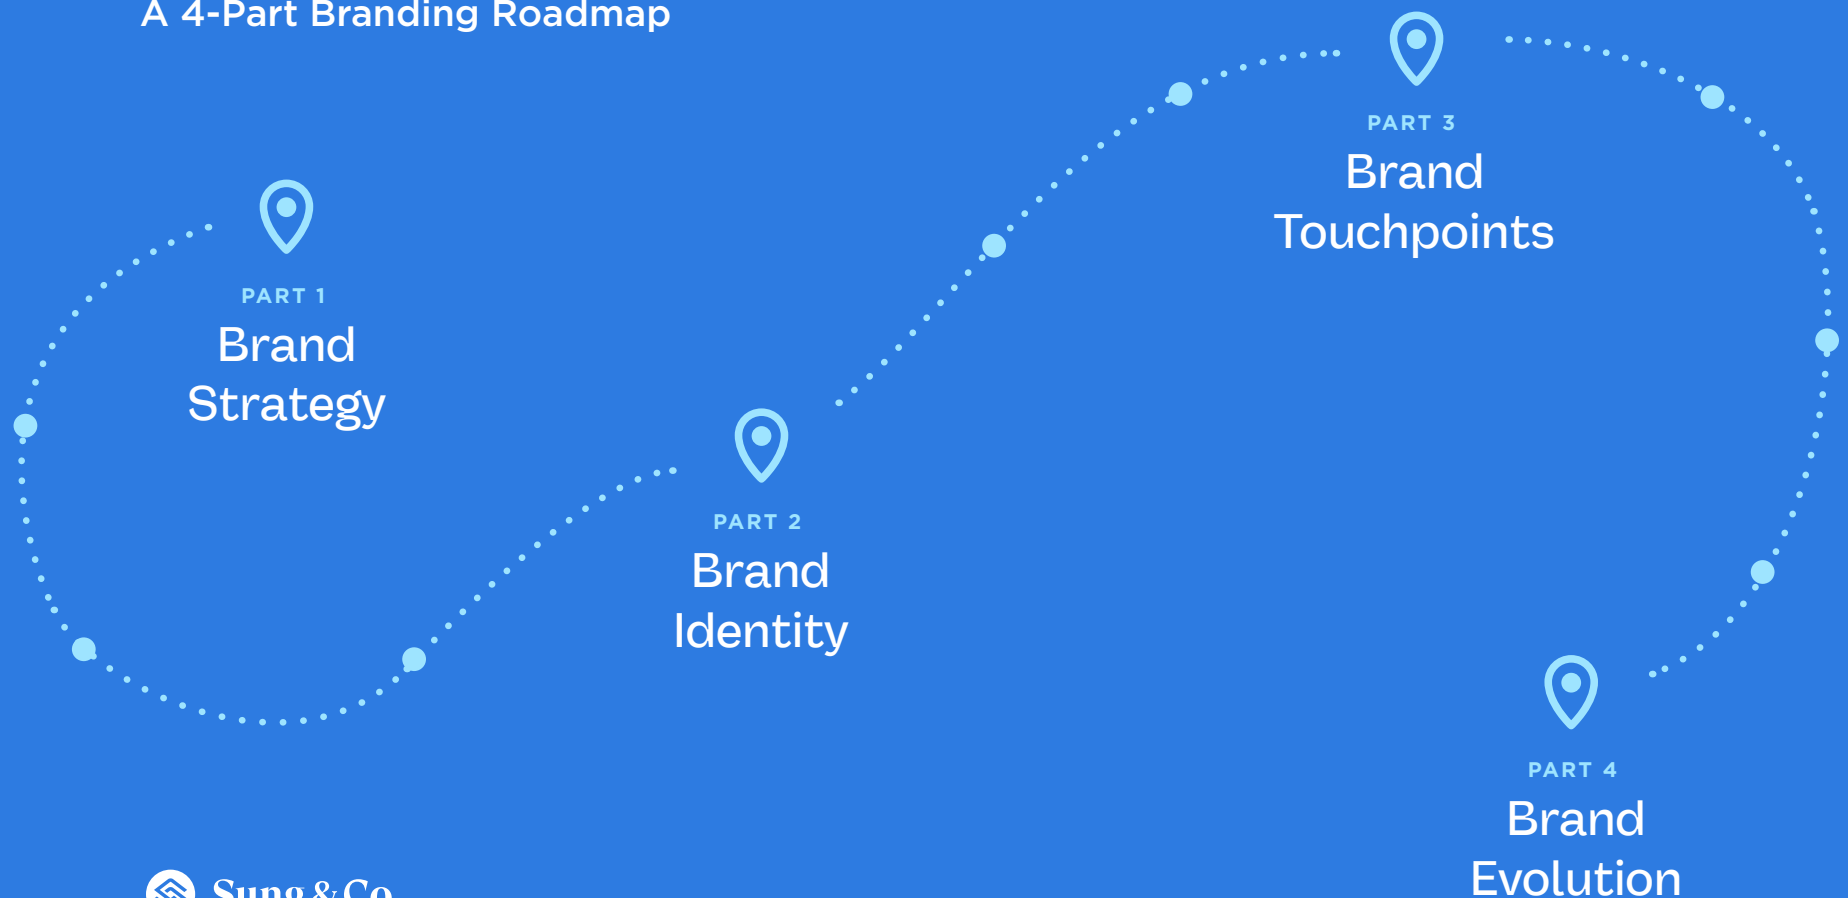 A 4-Part Branding Roadmap
PART 1
Brand
Strategy
PART 2
Brand
Identity
PART 3
Brand
Touchpoints
PART 4
Brand
Evolution
Sung & Co